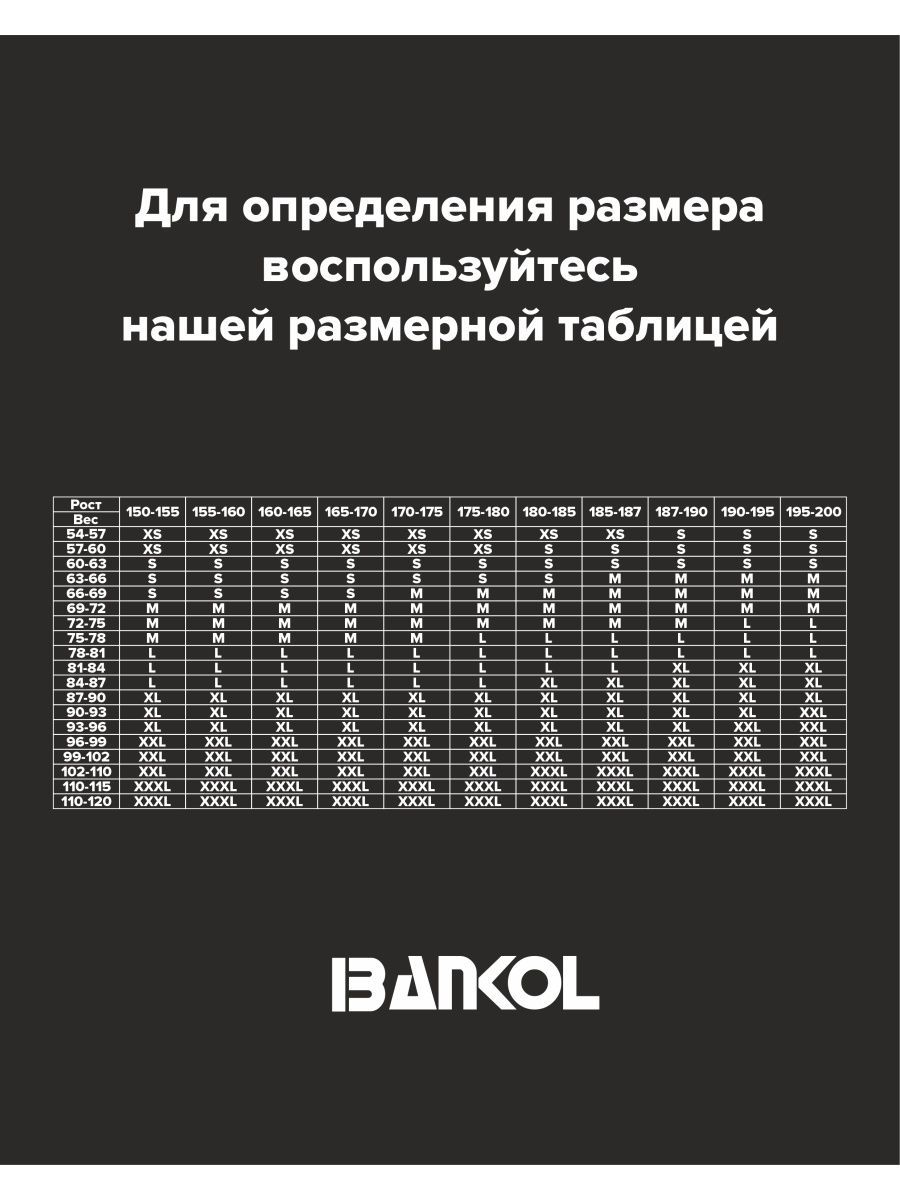 Для определения размера
воспользуйтесь
нашей размерной таблицей
Рост
Вес 150-155 155-160 160-165 165-170 170-175 175-180 180-185 185-187 187-190 190-195 195-200
54-57 XS XS XS XS XS XS XS XS S S S
57-60 XS XS XS XS XS XS S S S S S
60-63 S S S S S S S S S S S
63-66 S S S S S S S M M M M
66-69 S S S S M M M M M M M
69-72 M M M M M M M M M M M
72-75 M M M M M M M M M L L
75-78 M M M M M L L L L L L
78-81 L L L L L L L L L L L
81-84 L L L L L L L L XL XL XL
84-87 L L L L L L XL XL XL XL XL
87-90 XL XL XL XL XL XL XL XL XL XL XL
90-93 XL XL XL XL XL XL XL XL XL XL XXL
93-96 XL XL XL XL XL XL XL XL XL XXL XXL
96-99 XXL XXL XXL XXL XXL XXL XXL XXL XXL XXL XXL
99-102 XXL XXL XXL XXL XXL XXL XXL XXL XXL XXL XXL
102-110 XXL XXL XXL XXL XXL XXL XXXL XXXL XXXL XXXL XXXL
110-115 XXXL XXXL XXXL XXXL XXXL XXXL XXXL XXXL XXXL XXXL XXXL
110-120 XXXL XXXL XXXL XXXL XXXL XXXL XXXL XXXL XXXL XXXL XXXL
BANKOL